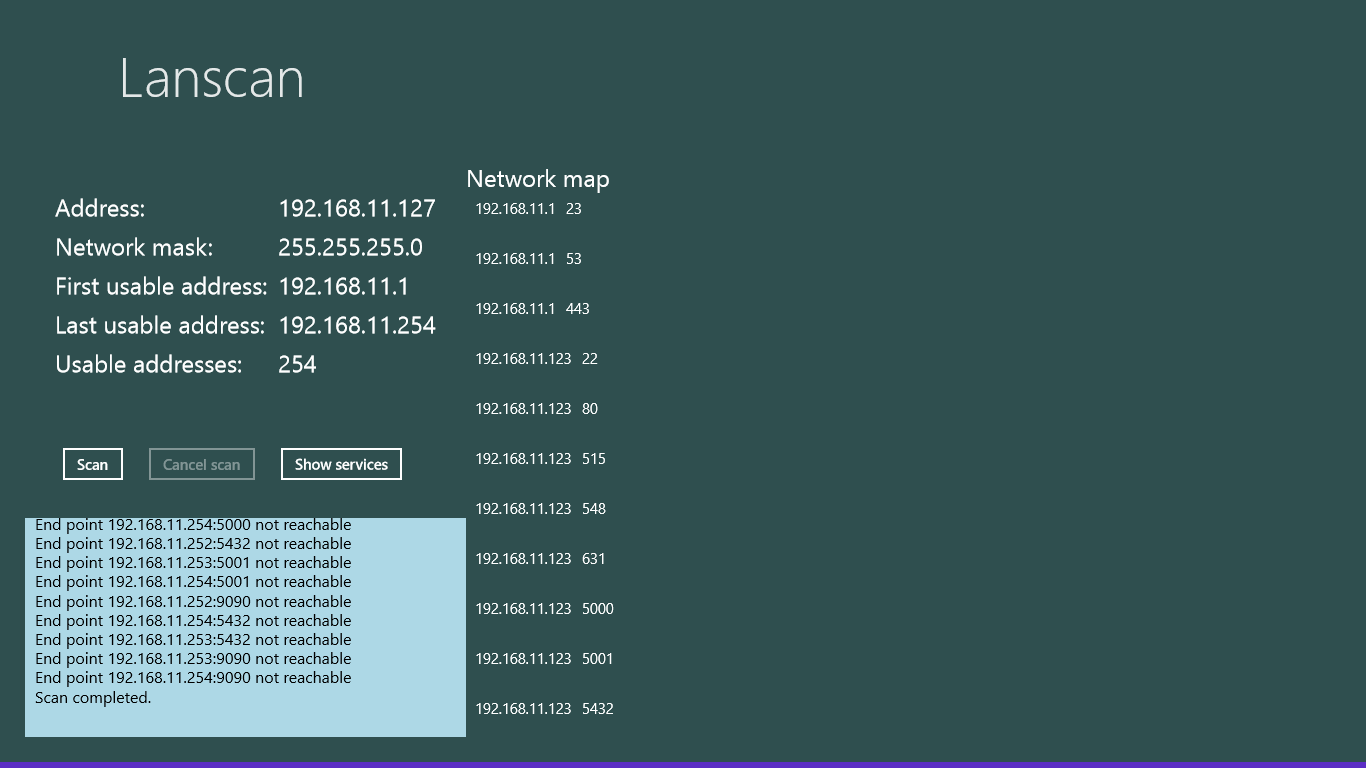 Lanscan
Address: 192.168.11.127
Network mask: 255.255.255.0
First usable address: 192.168.11.1
Last usable address: 192.168.11.254
Usable addresses: 254
Scan Cancel scan Show services
End point 192.168.11.254:5000 not reachable
End point 192.168.11.252:5432 not reachable
End point 192.168.11.253:5001 not reachable
End point 192.168.11.254:5001 not reachable
End point 192.168.11.252:9090 not reachable
End point 192.168.11.254:5432 not reachable
End point 192.168.11.253:5432 not reachable
End point 192.168.11.253:9090 not reachable
End point 192.168.11.254:9090 not reachable
Scan completed.
Network map
192.168.11.1 23
192.168.11.1 53
192.168.11.1 443
192.168.11.123 22
192.168.11.123 80
192.168.11.123 515
192.168.11.123 548
192.168.11.123 631
192.168.11.123 5000
192.168.11.123 5001
192.168.11.123 5432